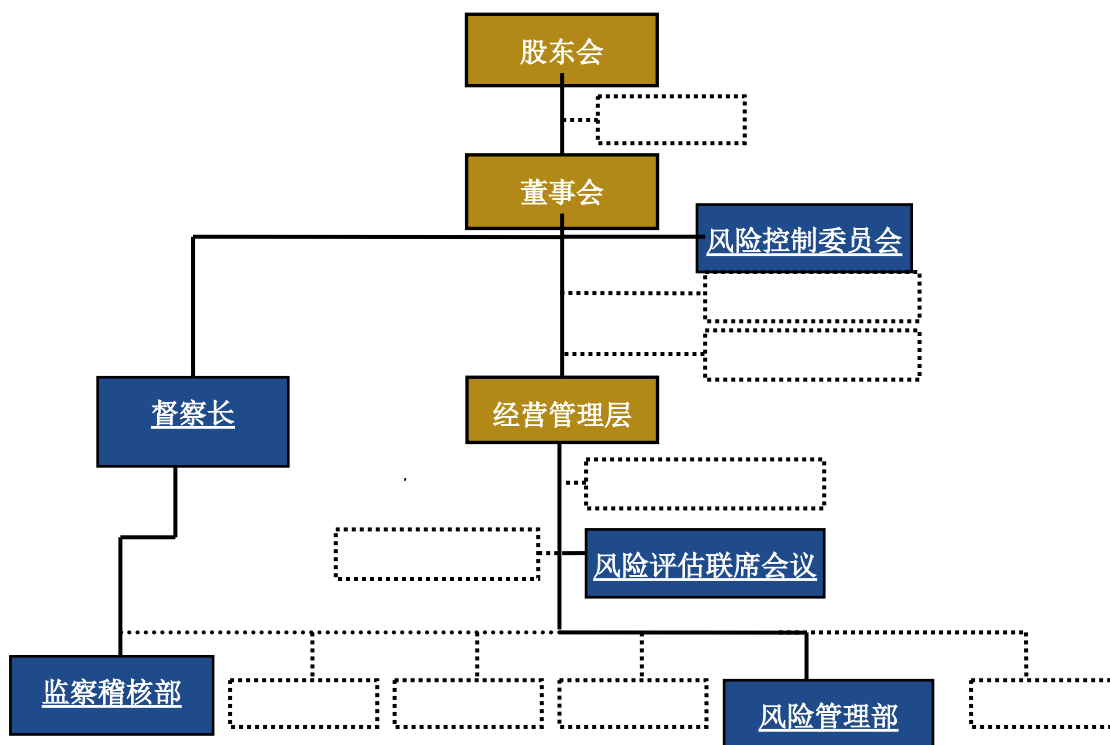 股东会
董事会
风险控制委员会
督察长
经营管理层
风险评估联席会议
监察稽核部
风险管理部